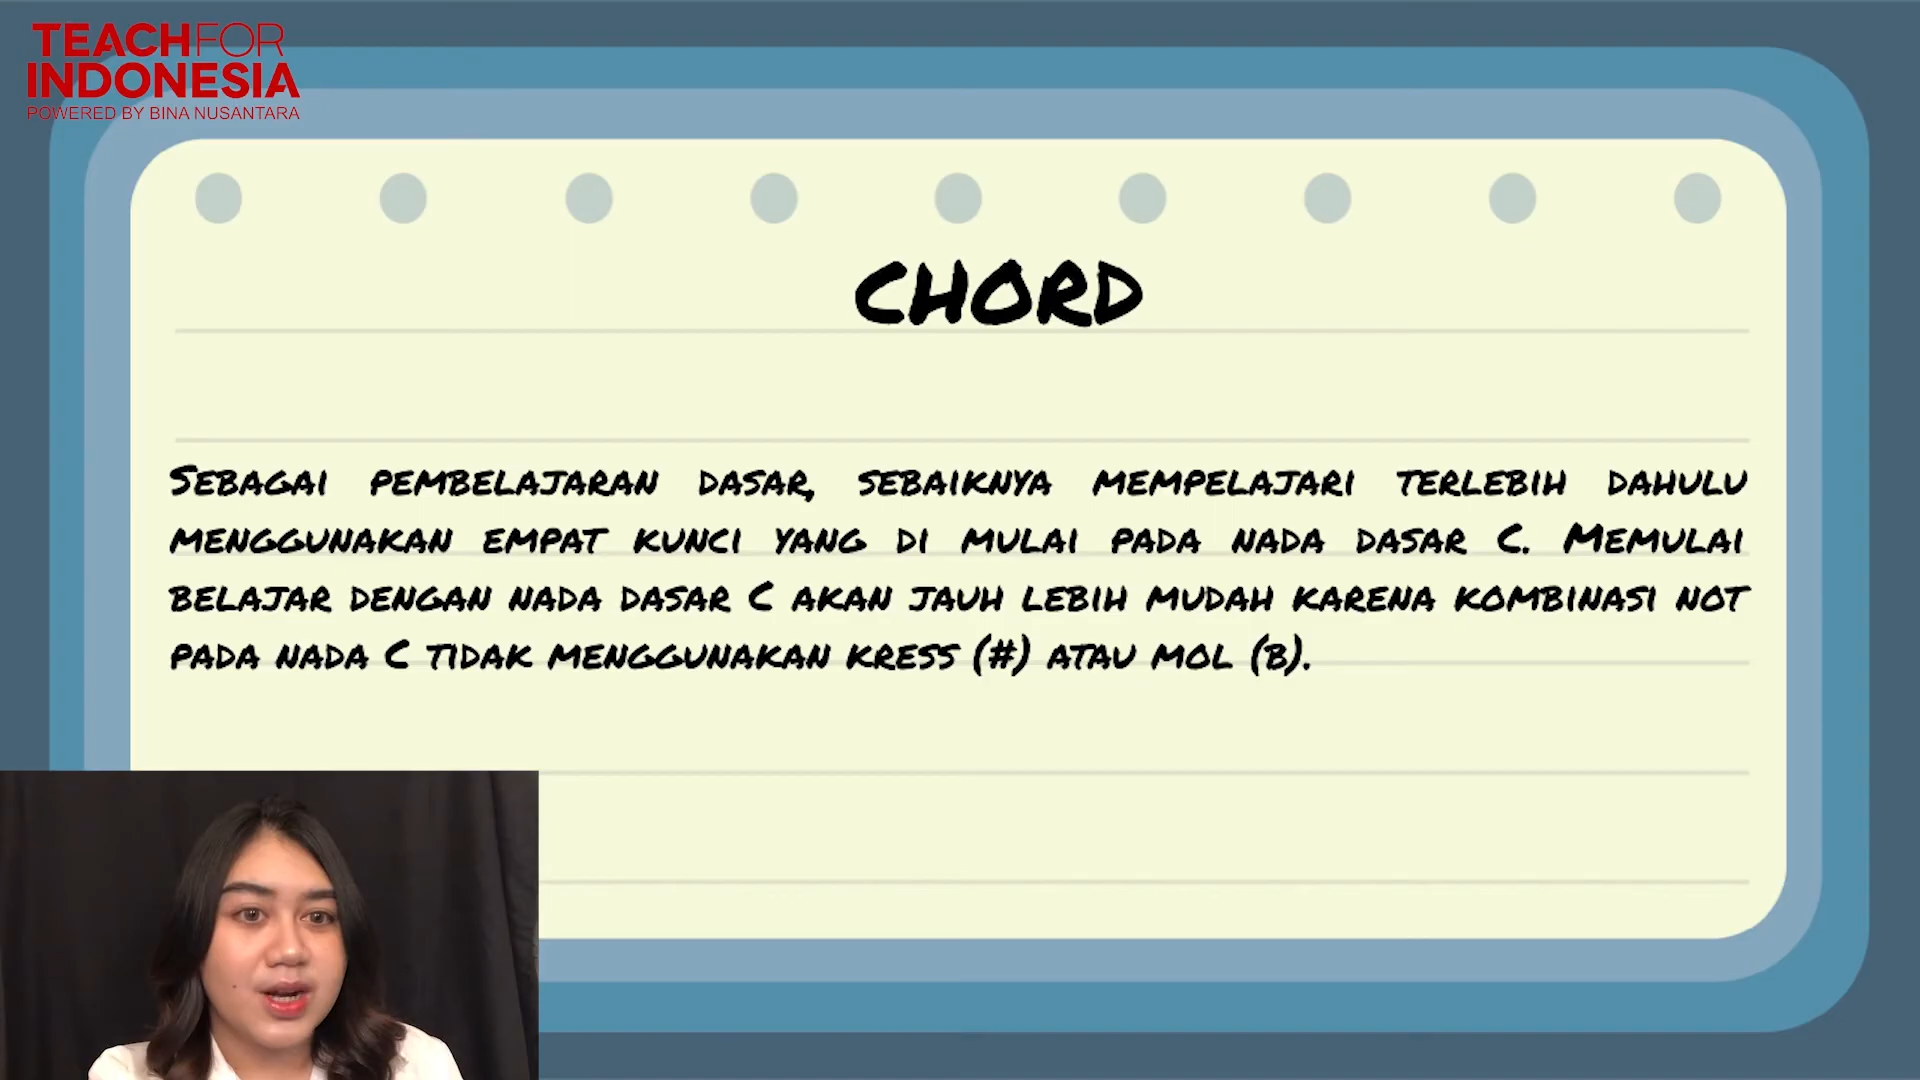 TEACHFOR
INDONESIA
POWERED BY BINA NUSANTARA
CHORD
SEBAGAI PEMBELAJARAN DASAR, SEBAIKNYA MEMPELAJARI TERLEBIH DAHULU
MENGGUNAKAN EMPAT KUNCI YANG DI MULAI PADA NADA DASAR C. MEMULAI
BELAJAR DENGAN NADA DASAR C AKAN JAUH LEBIH MUDAH KARENA KOMBINASI NOT
PADA NADA C TIDAK MENGGUNAKAN KRESS (#) ATAU MOL (B).